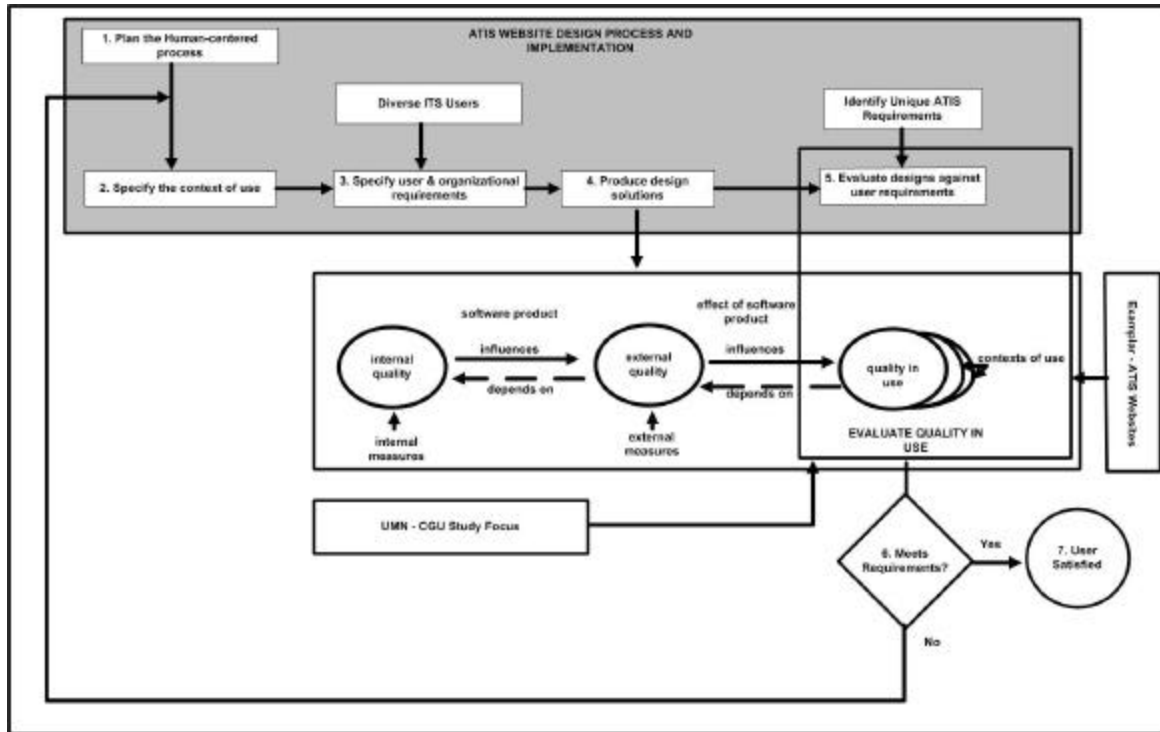 ATIS WEBSITE DESIGN PROCESS AND
IMPLEMENTATION
1. Plan the Human-centered
process
Diverse ITS Users
Identify Unique ATIS
Requirements
2. Specify the context of use
3. Specify user & organizational
requirements
4. Produce design
solutions
5. Evaluate designs against
user requirements
software product
effect of software
product
internal
quality
influences
depends on
external
quality
influences
depends on
quality in
use
contexts of use
internal
measures
external
measures
EVALUATE QUALITY IN
USE
Examplar - ATIS Websites
UMN - CGU Study Focus
6. Meets
Requirements?
Yes
7. User
Satisfied
No